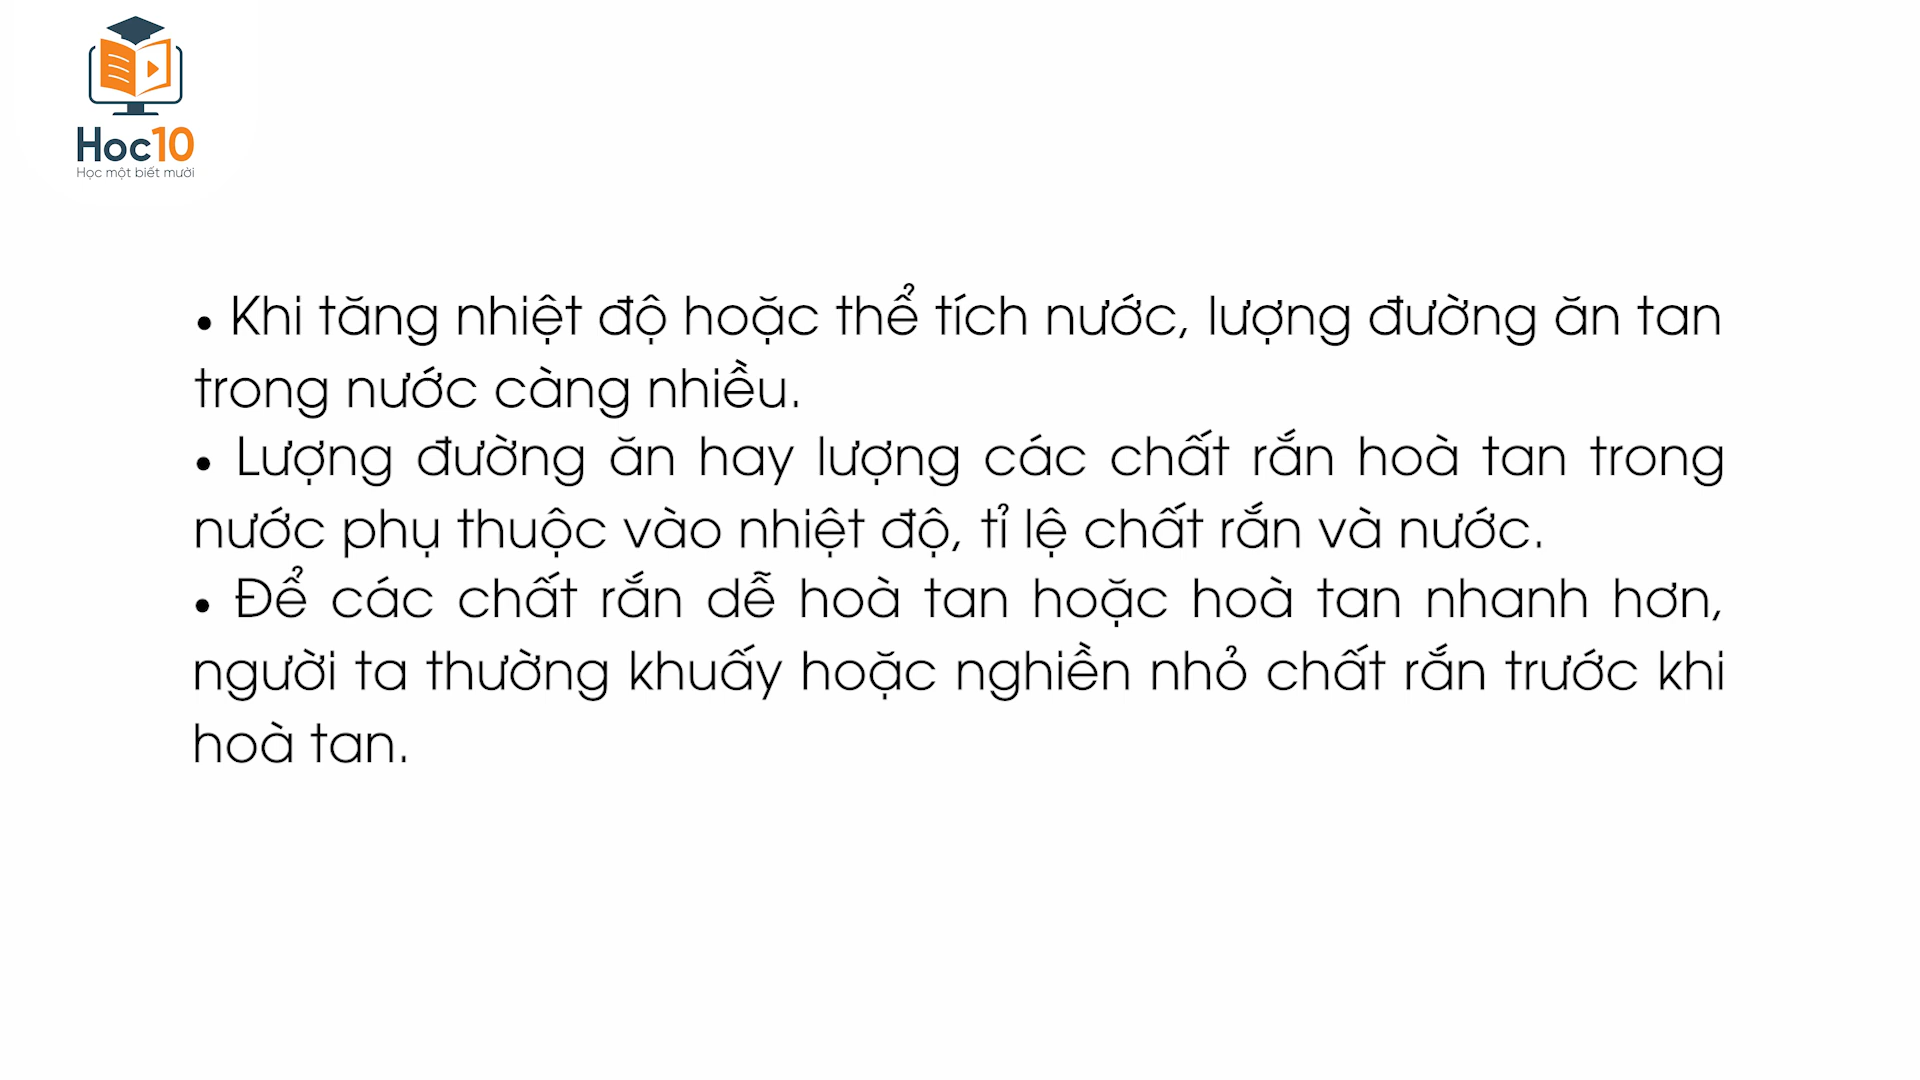 Hoc10
Học một biết mười
• Khi tăng nhiệt độ hoặc thể tích nước, lượng đường ăn tan
trong nước càng nhiều.
• Lượng đường ăn hay lượng các chất rắn hoà tan trong
nước phụ thuộc vào nhiệt độ, tỉ lệ chất rắn và nước.
• Để các chất rắn dễ hoà tan hoặc hoà tan nhanh hơn,
người ta thường khuấy hoặc nghiền nhỏ chất rắn trước khi
hoà tan.